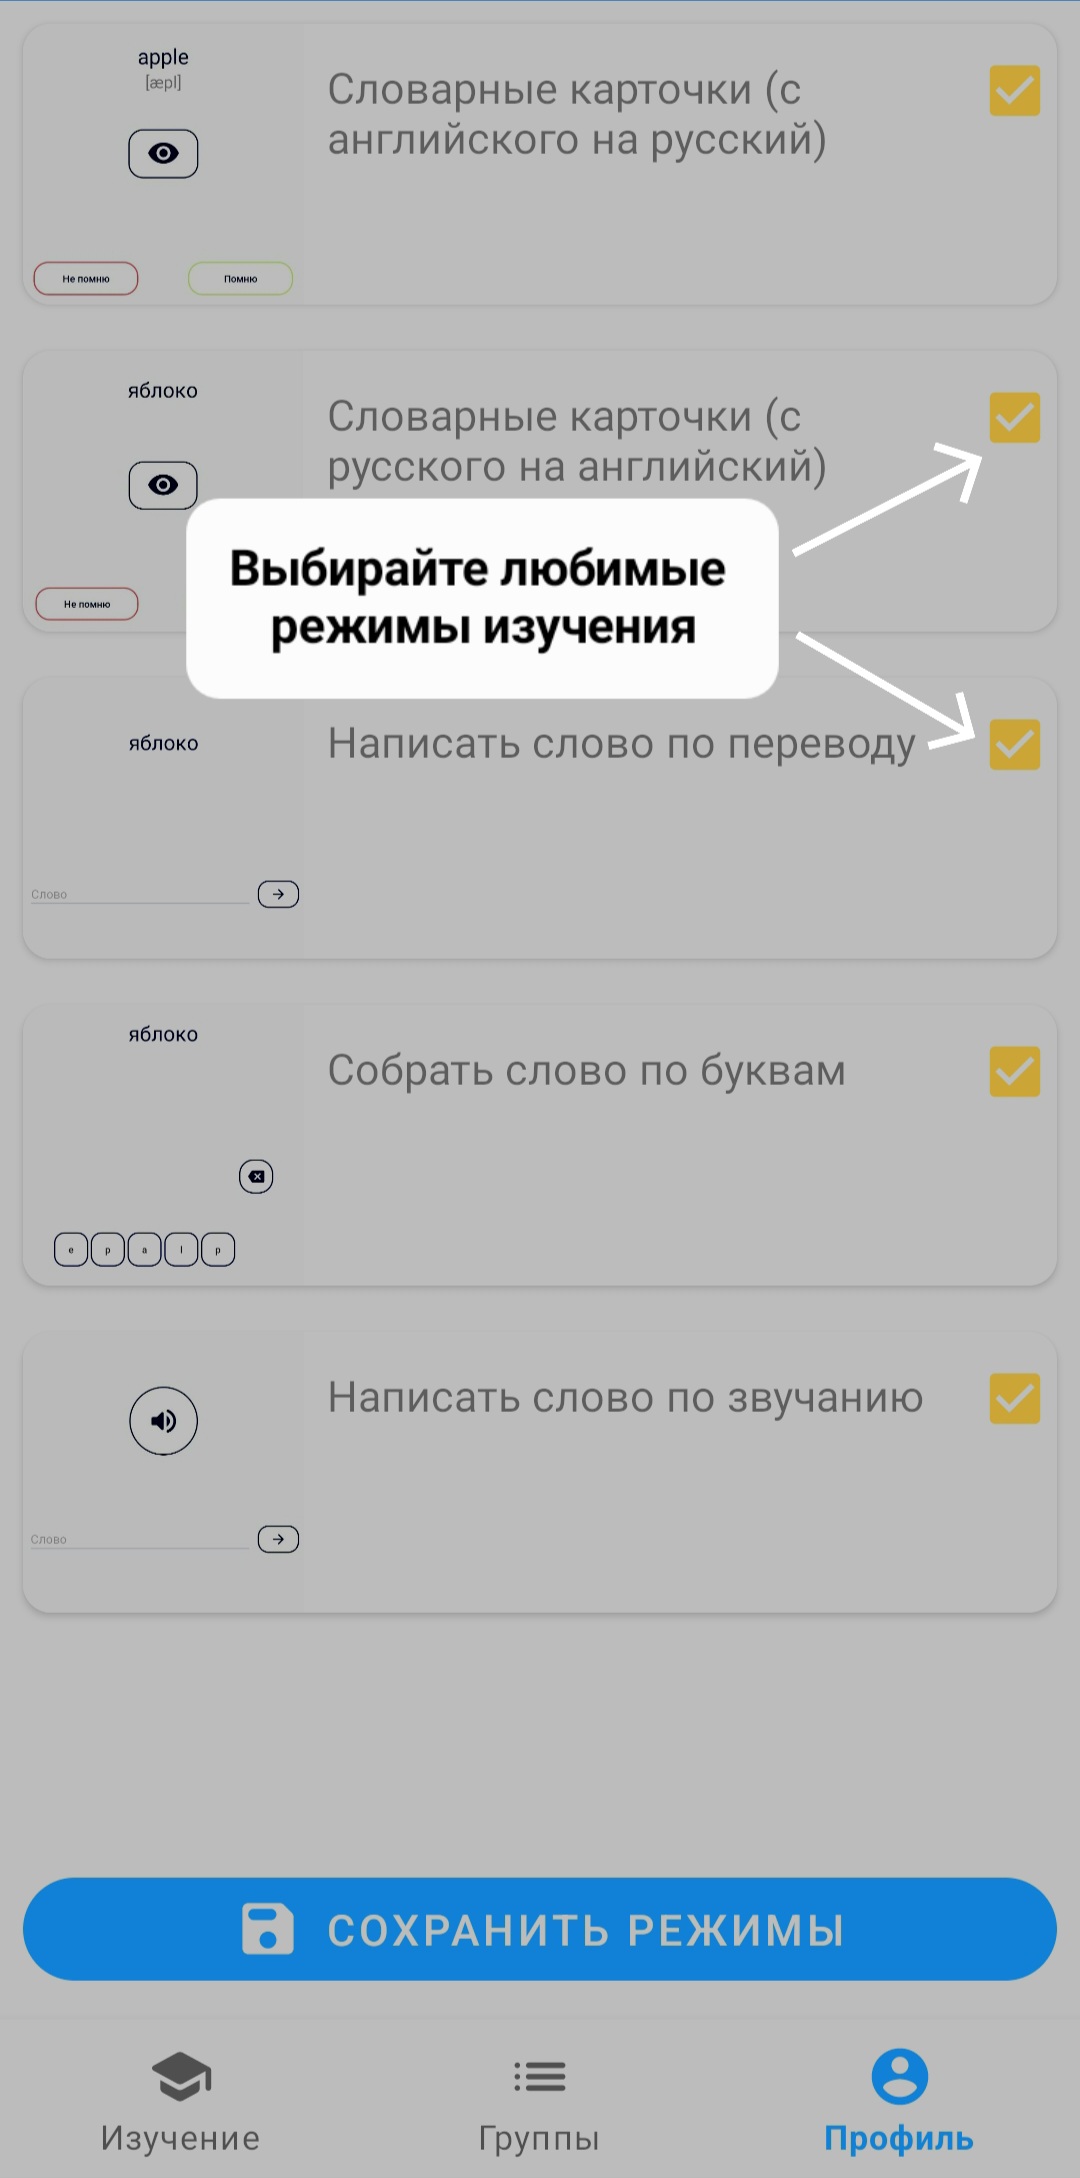 apple
[æpl]
Словарные карточки (с
английского на русский)
Не помню
Помню
яблоко
Словарные карточки (с
русского на английский)
Не помню
Выбирайте любимые
режимы изучения
яблоко
Написать слово по переводу
Слово
яблоко
Собрать слово по буквам
e p a l p
Написать слово по звучанию
Слово
СОХРАНИТЬ РЕЖИМЫ
Изучение
Группы
Профиль